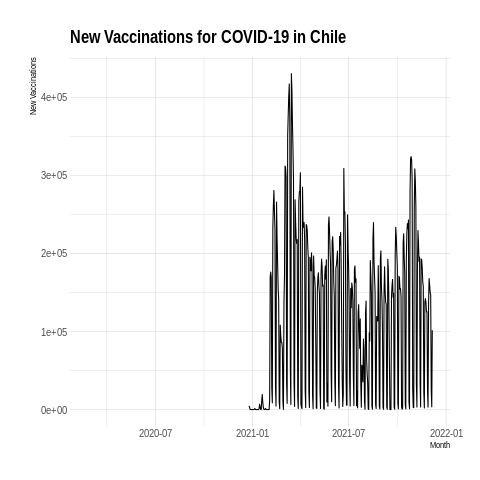 New Vaccinations for COVID-19 in Chile
New Vaccinations
4e+05
3e+05
2e+05
1e+05
0e+00
2020-07
2021-01
2021-07
2022-01
Month